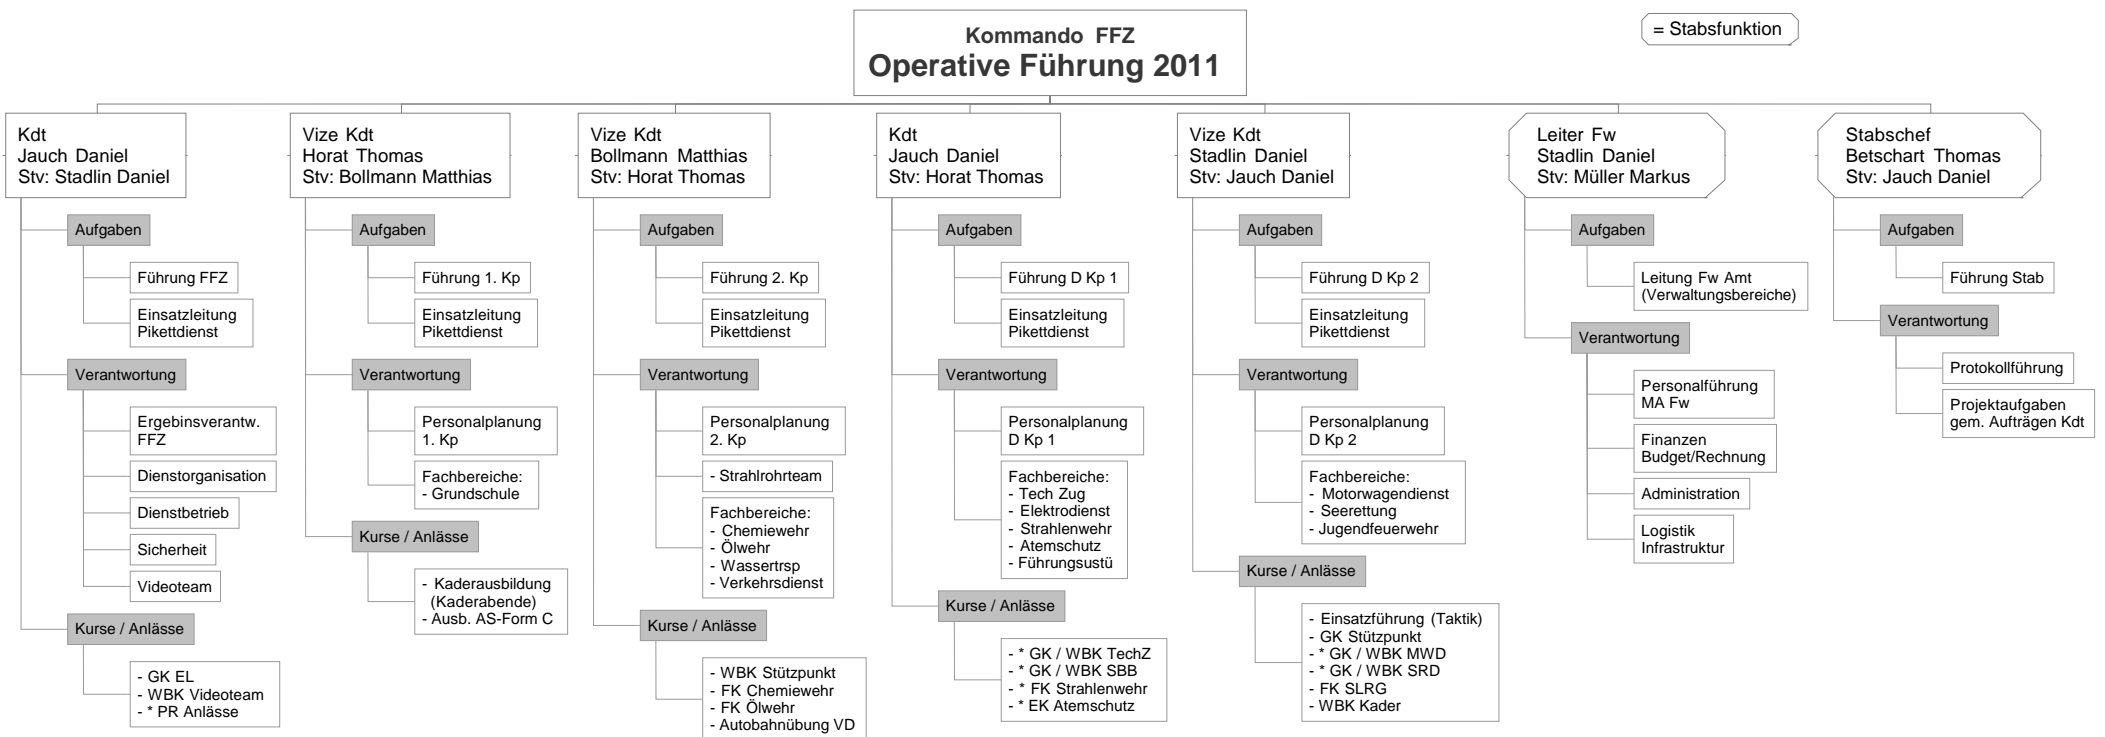 Kommando FFZ
Operative Führung 2011
= Stabsfunktion
Kdt
Jauch Daniel
Stv: Stadlin Daniel
Aufgaben
Führung FFZ
Einsatzleitung
Pikettdienst
Verantwortung
Ergebinsverantw.
FFZ
Dienstorganisation
Dienstbetrieb
Sicherheit
Videoteam
Kurse / Anlässe
- GK EL
- WBK Videoteam
- * PR Anlässe
Vize Kdt
Horat Thomas
Stv: Bollmann Matthias
Aufgaben
Führung 1. Kp
Einsatzleitung
Pikettdienst
Verantwortung
Personalplanung
1. Kp
Fachbereiche:
- Grundschule
Kurse / Anlässe
- Kaderausbildung
(Kaderabende)
- Ausb. AS-Form C
Vize Kdt
Bollmann Matthias
Stv: Horat Thomas
Aufgaben
Führung 2. Kp
Einsatzleitung
Pikettdienst
Verantwortung
Personalplanung
2. Kp
- Strahlrohrteam
Fachbereiche:
- Chemiewehr
- Ölwehr
- Wassertrsp
- Verkehrsdienst
Kurse / Anlässe
- WBK Stützpunkt
- FK Chemiewehr
- FK Ölwehr
- Autobahnübung VD
Kdt
Jauch Daniel
Stv: Horat Thomas
Aufgaben
Führung D Kp 1
Einsatzleitung
Pikettdienst
Verantwortung
Personalplanung
D Kp 1
Fachbereiche:
- Tech Zug
- Elektrodienst
- Strahlenwehr
- Atemschutz
- Führungsustü
Kurse / Anlässe
- * GK / WBK TechZ
- * GK / WBK SBB
- * FK Strahlenwehr
- * EK Atemschutz
Vize Kdt
Stadlin Daniel
Stv: Jauch Daniel
Aufgaben
Führung D Kp 2
Einsatzleitung
Pikettdienst
Verantwortung
Personalplanung
D Kp 2
Fachbereiche:
- Motorwagendienst
- Seerettung
- Jugendfeuerwehr
Kurse / Anlässe
- Einsatzführung (Taktik)
- GK Stützpunkt
- * GK / WBK MWD
- * GK / WBK SRD
- FK SLRG
- WBK Kader
Leiter Fw
Stadlin Daniel
Stv: Müller Markus
Aufgaben
Leitung Fw Amt
(Verwaltungsbereiche)
Verantwortung
Personalführung
MA Fw
Finanzen
Budget/Rechnung
Administration
Logistik
Infrastruktur
Stabschef
Betschart Thomas
Stv: Jauch Daniel
Aufgaben
Führung Stab
Verantwortung
Protokollführung
Projektaufgaben
gem. Aufträgen Kdt